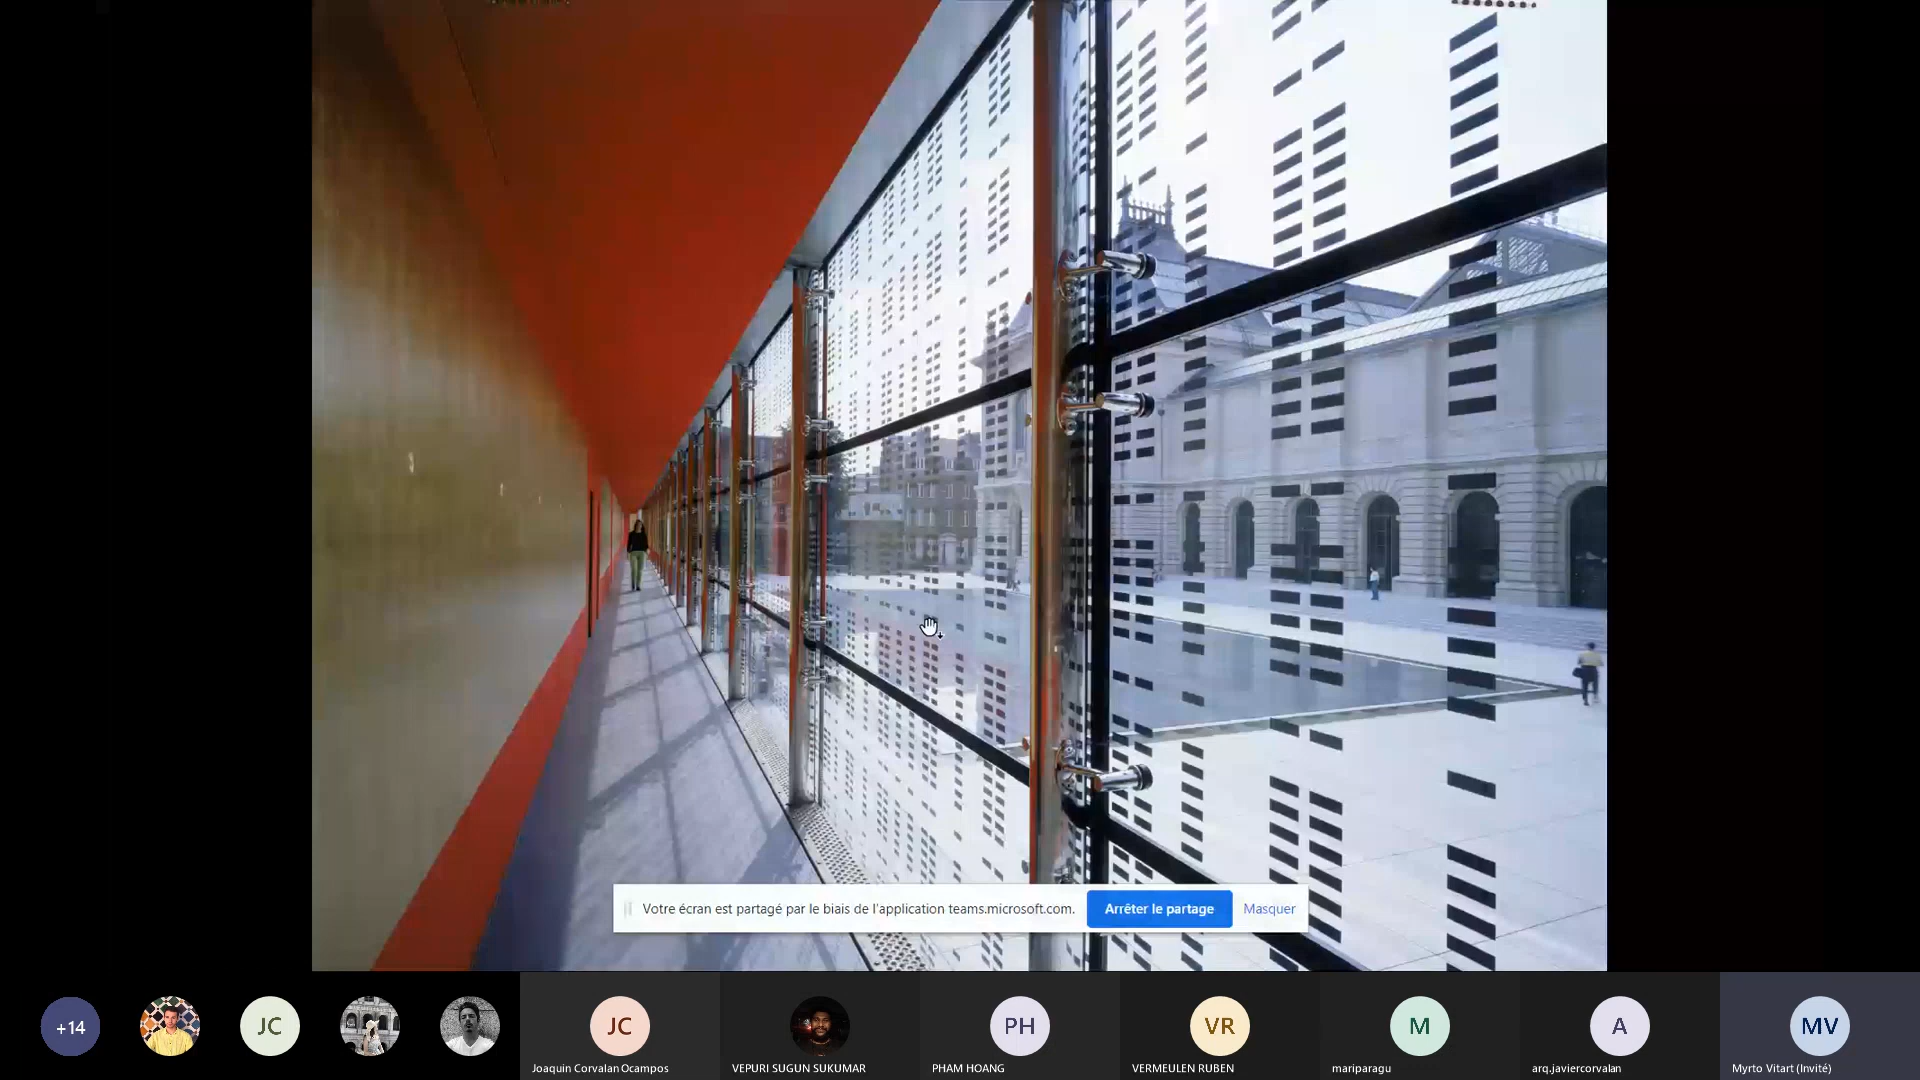 Votre écran est partagé par le biais de l'application teams.microsoft.com.
Arrêter le partage
Masquer
+14
JC
JC
PH
VR
M
A
MV
Joaquin Corvalan Ocampos
VEPURI SUGUN SUKUMAR
PHAM HOANG
VERMEULEN RUBEN
mariparagu
arq.javiercorvalan
Myrto Vitart (Invité)